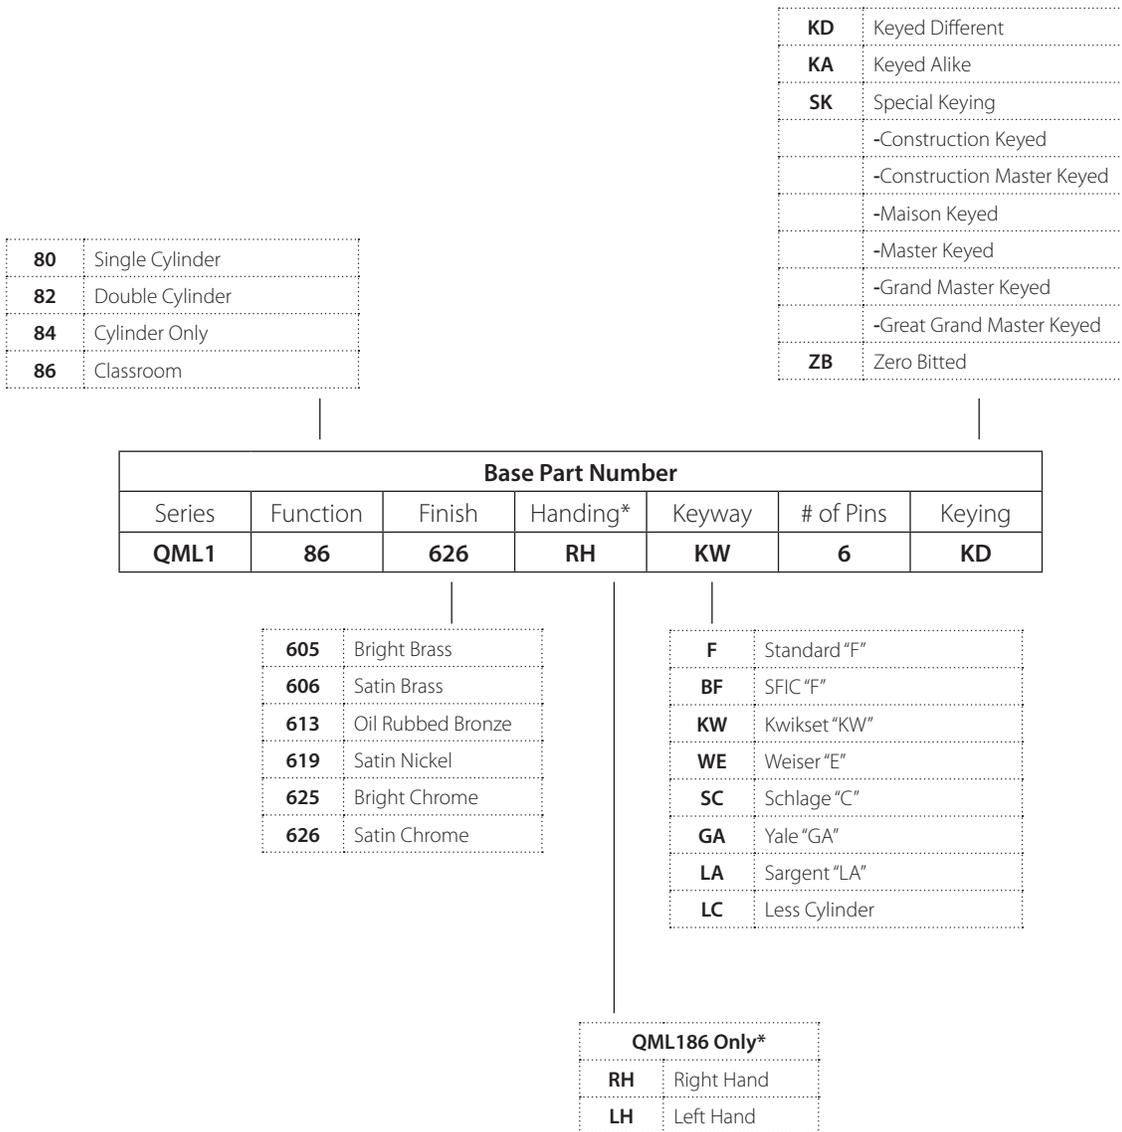 KD Keyed Different
KA Keyed Alike
SK Special Keying
-Construction Keyed
-Construction Master Keyed
-Maison Keyed
-Master Keyed
-Grand Master Keyed
-Great Grand Master Keyed
ZB Zero Bitted
80 Single Cylinder
82 Double Cylinder
84 Cylinder Only
86 Classroom
Base Part Number
Series Function Finish Handing* Keyway # of Pins Keying
QML1 86 626 RH KW 6 KD
605 Bright Brass
606 Satin Brass
613 Oil Rubbed Bronze
619 Satin Nickel
625 Bright Chrome
626 Satin Chrome
F Standard “F”
BF SFIC “F”
KW Kwikset “KW”
WE Weiser “E”
SC Schlage “C”
GA Yale “GA”
LA Sargent “LA”
LC Less Cylinder
QML186 Only*
RH Right Hand
LH Left Hand